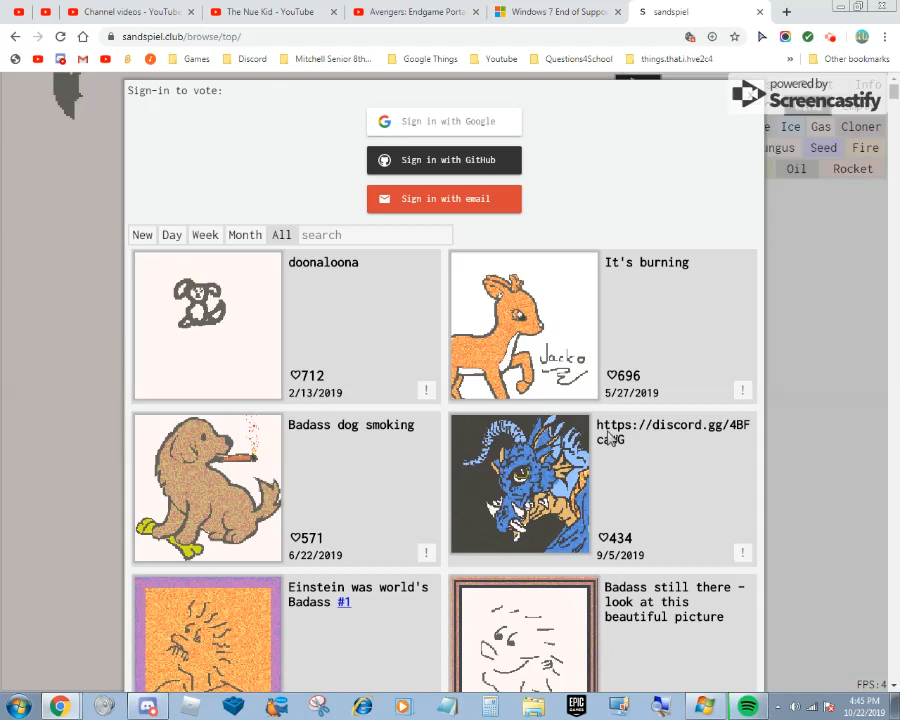 Channel videos - YouTube
The Nue Kid - YouTube
Avengers: Endgame Porta
Windows 7 End of Suppo
S sandspiel
sandspiel.club/browse/top/
Games
Discord
Mitchell Senior 8th...
Google Things
Youtube
Questions4School
things.that.i.hve2c4
»
Other bookmarks
Sign-in to vote:
powered by
Screencastify
Info
Sign in with Google
Sign in with GitHub
Sign in with email
Ice Gas Cloner
ungus Seed Fire
Oil Rocket
New Day Week Month All search
doonaloona
♡712
2/13/2019
!
It's burning
Jacko
♡696
5/27/2019
!
Badass dog smoking
♡571
6/22/2019
!
https://discord.gg/4BF
♡434
9/5/2019
!
Einstein was world's
Badass #1
Badass still there -
look at this
beautiful picture
FPS:4
EPIC
GAMES
4:45 PM
10/22/2019